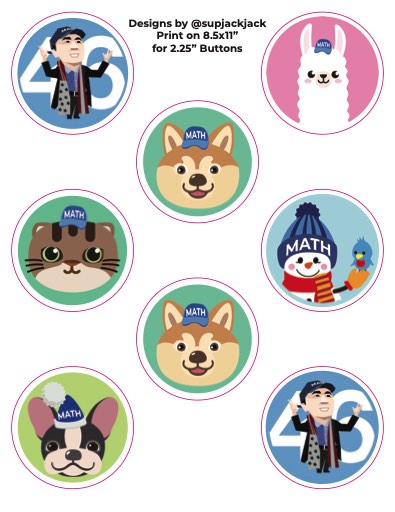 Designs by @supjackjack
Print on 8.5x11”
for 2.25” Buttons
46
MATH
MATH
MATH
MATH
MATH
MATH
46